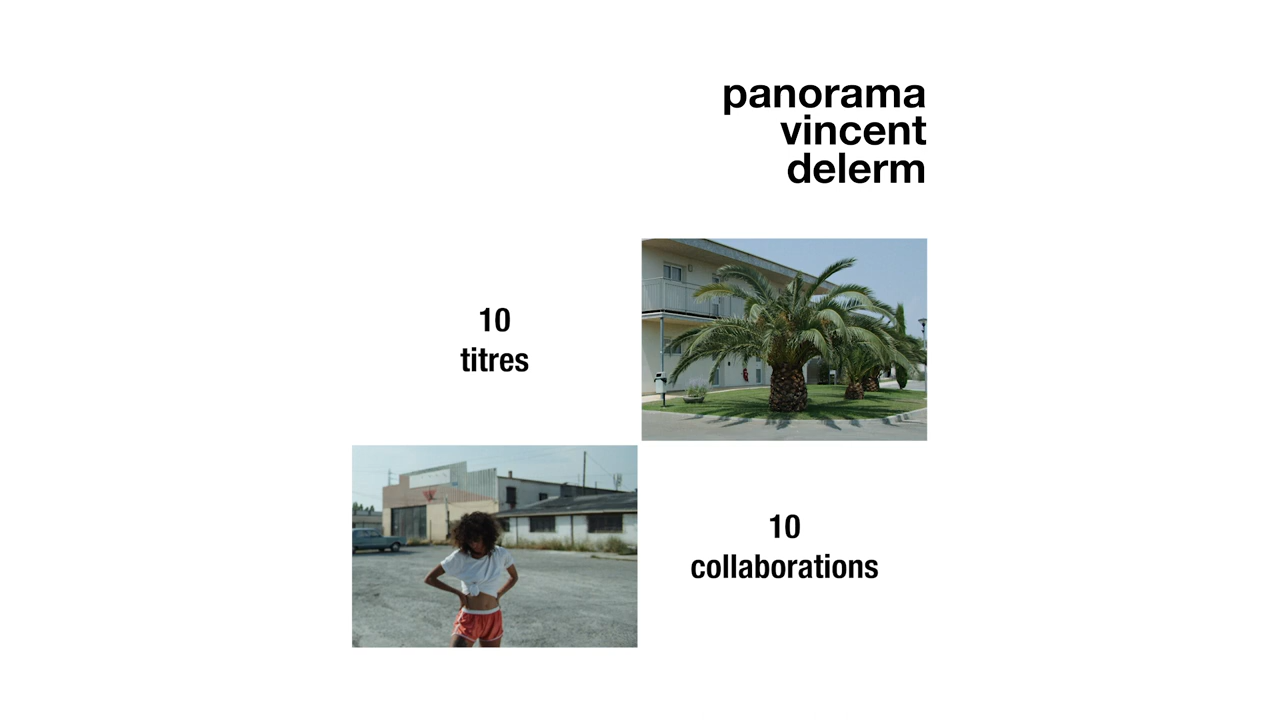 panorama
vincent
delerm
10
titres
10
collaborations